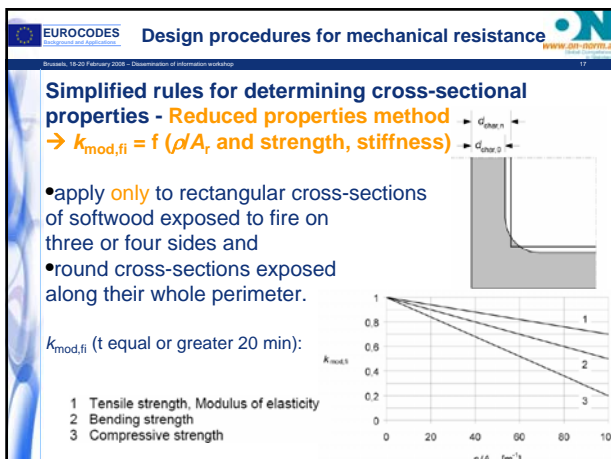 EUROCODES
Background and Applications
Design procedures for mechanical resistance
ON
www.on-norm.a
Brussels, 18-20 February 2008 – Dissemination of information workshop
17
Simplified rules for determining cross-sectional
properties - Reduced properties method
→ kmod,fi = f (ρ/Ar and strength, stiffness)
dchar,n
dchar,0
•apply only to rectangular cross-sections
of softwood exposed to fire on
three or four sides and
•round cross-sections exposed
along their whole perimeter.
kmod,fi (t equal or greater 20 min):
1 Tensile strength, Modulus of elasticity
2 Bending strength
3 Compressive strength
1
0,8
0,6
0,4
0,2
0
kmod,fi
1
2
3
0 20 40 60 80 100